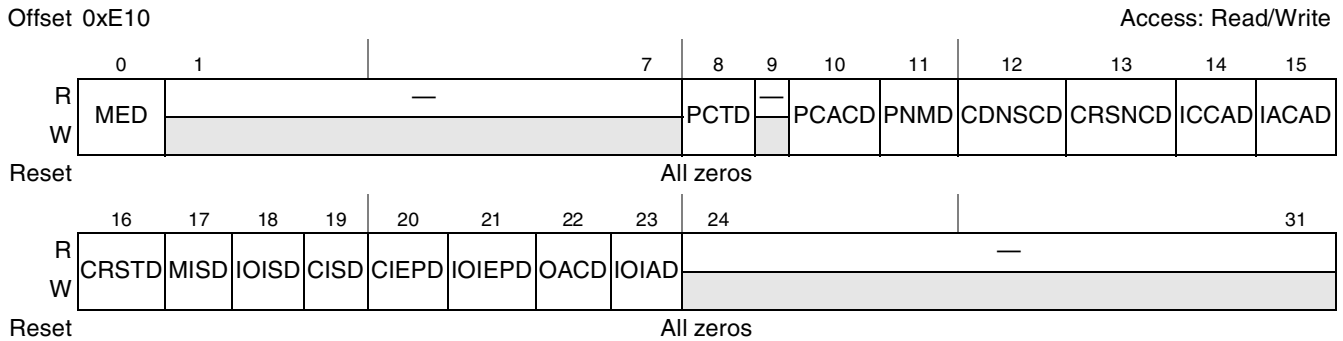 Offset 0xE10 Access: Read/Write
0 1 7 8 9 10 11 12 13 14 15
R MED — PCTD — PCACD PNMD CDNSCD CRSNCD ICCAD IACAD
W
Reset All zeros
16 17 18 19 20 21 22 23 24 31
R CRSTD MISD IOISD CISD CIEPD IOIEPD OACD IOIAD —
W
Reset All zeros